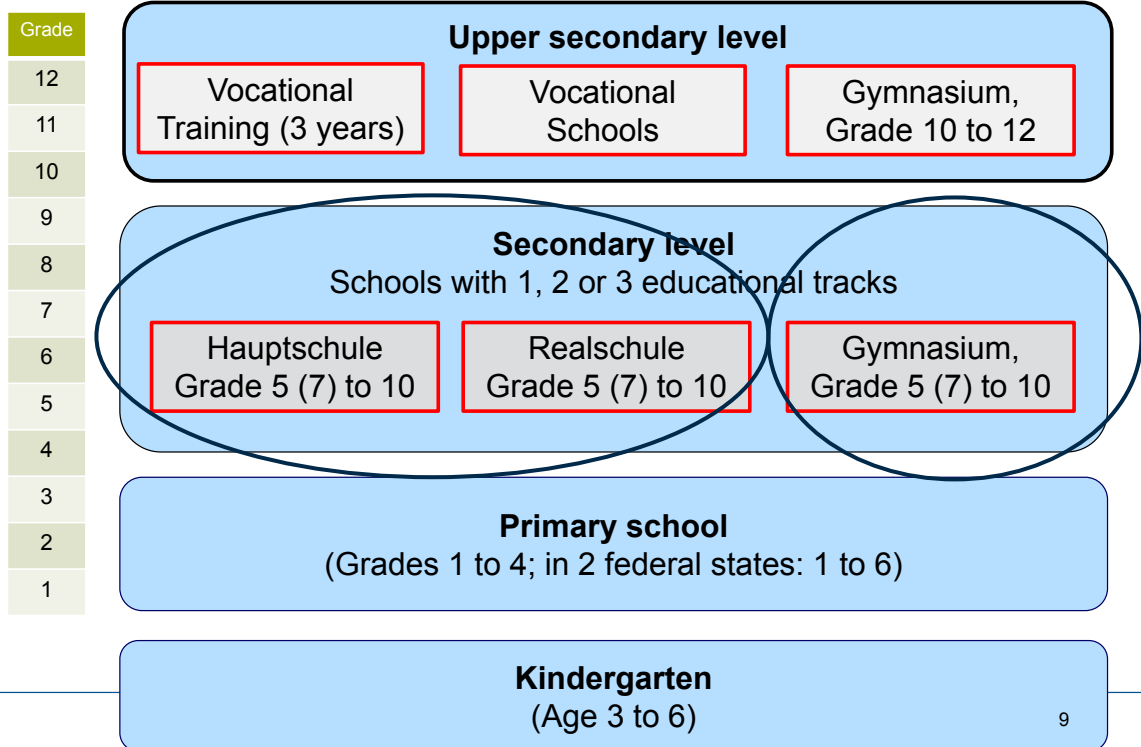 Grade
12
11
10
9
8
7
6
5
4
3
2
1
Upper secondary level
Vocational
Training (3 years)
Vocational
Schools
Gymnasium,
Grade 10 to 12
Secondary level
Schools with 1, 2 or 3 educational tracks
Hauptschule
Grade 5 (7) to 10
Realschule
Grade 5 (7) to 10
Gymnasium,
Grade 5 (7) to 10
Primary school
(Grades 1 to 4; in 2 federal states: 1 to 6)
Kindergarten
(Age 3 to 6)
9